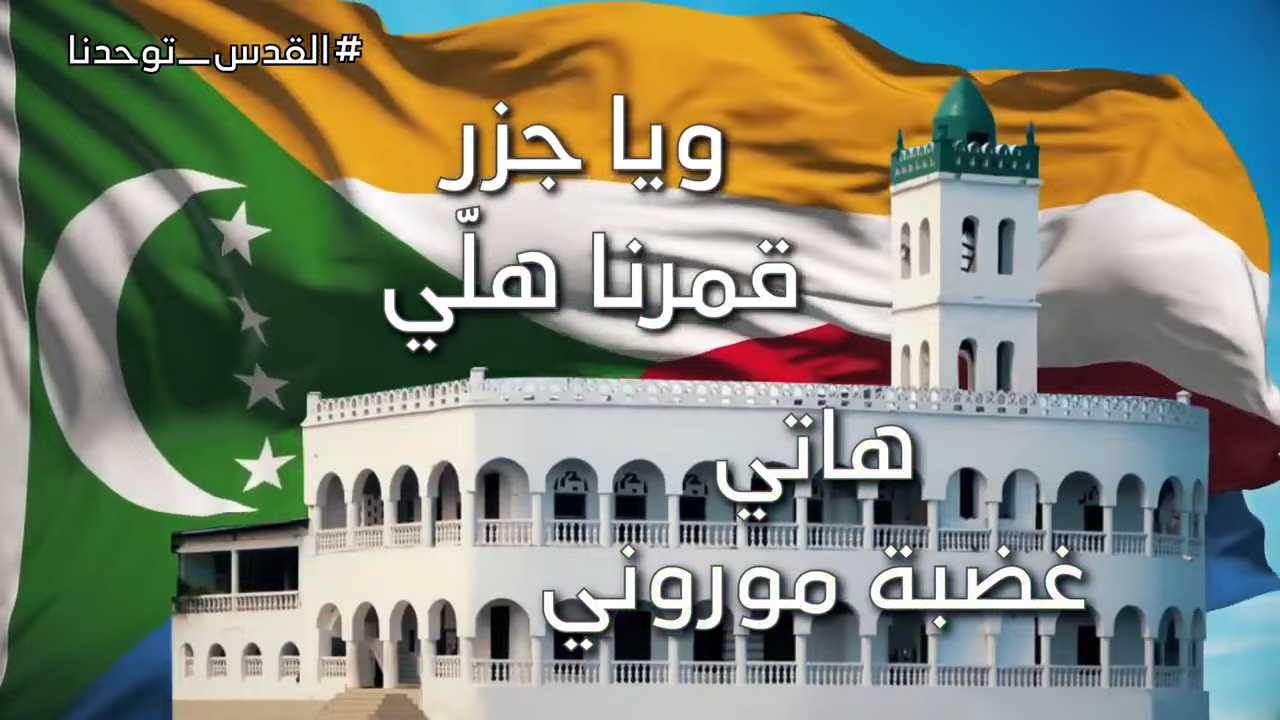 #القدس_توحدنا
ويا جزر
قمرنا هلّي
هاتي
غضبة موروني